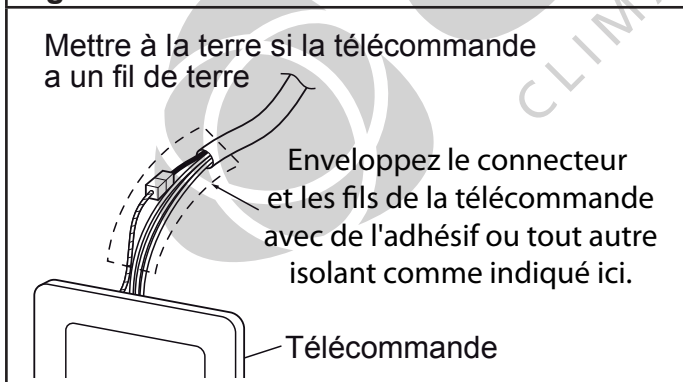 Mettre à la terre si la télécommande
a un fil de terre
Enveloppez le connecteur
et les fils de la télécommande
avec de l'adhésif ou tout autre
isolant comme indiqué ici.
Télécommande